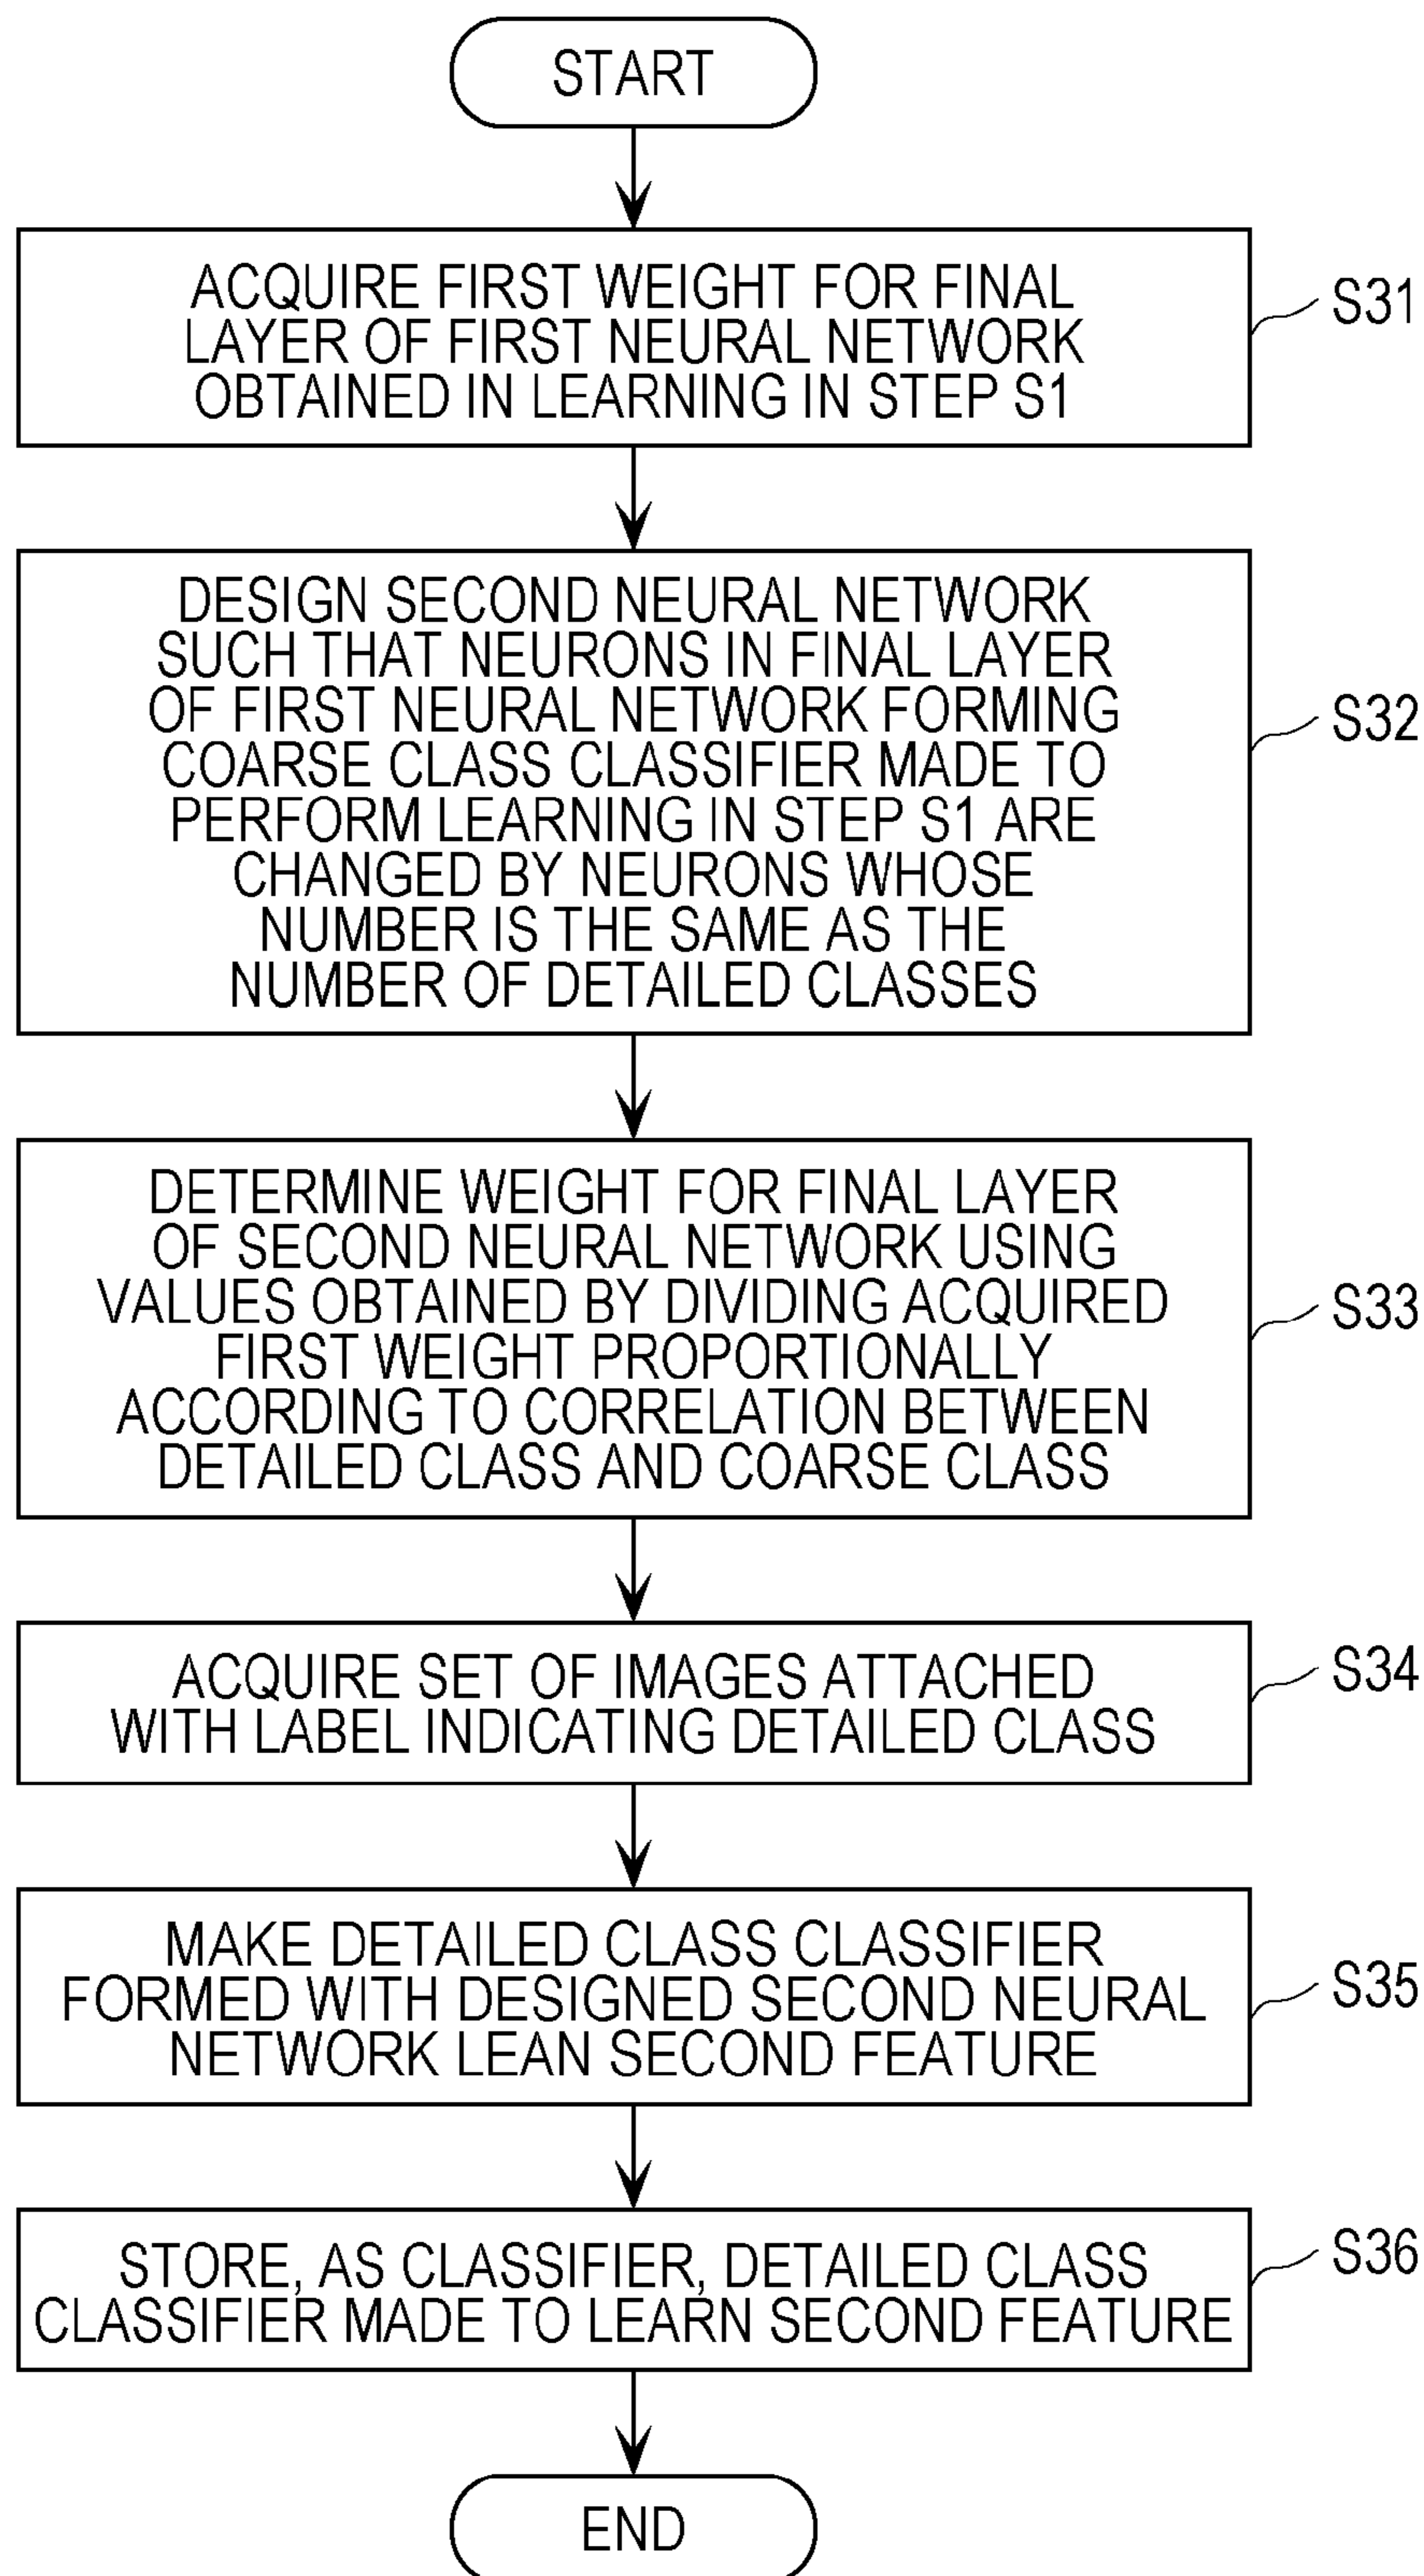 START
ACQUIRE FIRST WEIGHT FOR FINAL
LAYER OF FIRST NEURAL NETWORK
OBTAINED IN LEARNING IN STEP S1
S31
DESIGN SECOND NEURAL NETWORK
SUCH THAT NEURONS IN FINAL LAYER
OF FIRST NEURAL NETWORK FORMING
COARSE CLASS CLASSIFIER MADE TO
PERFORM LEARNING IN STEP S1 ARE
CHANGED BY NEURONS WHOSE
NUMBER IS THE SAME AS THE
NUMBER OF DETAILED CLASSES
S32
DETERMINE WEIGHT FOR FINAL LAYER
OF SECOND NEURAL NETWORK USING
VALUES OBTAINED BY DIVIDING ACQUIRED
FIRST WEIGHT PROPORTIONALLY
ACCORDING TO CORRELATION BETWEEN
DETAILED CLASS AND COARSE CLASS
S33
ACQUIRE SET OF IMAGES ATTACHED
WITH LABEL INDICATING DETAILED CLASS
S34
MAKE DETAILED CLASS CLASSIFIER
FORMED WITH DESIGNED SECOND NEURAL
NETWORK LEAN SECOND FEATURE
S35
STORE, AS CLASSIFIER, DETAILED CLASS
CLASSIFIER MADE TO LEARN SECOND FEATURE
S36
END